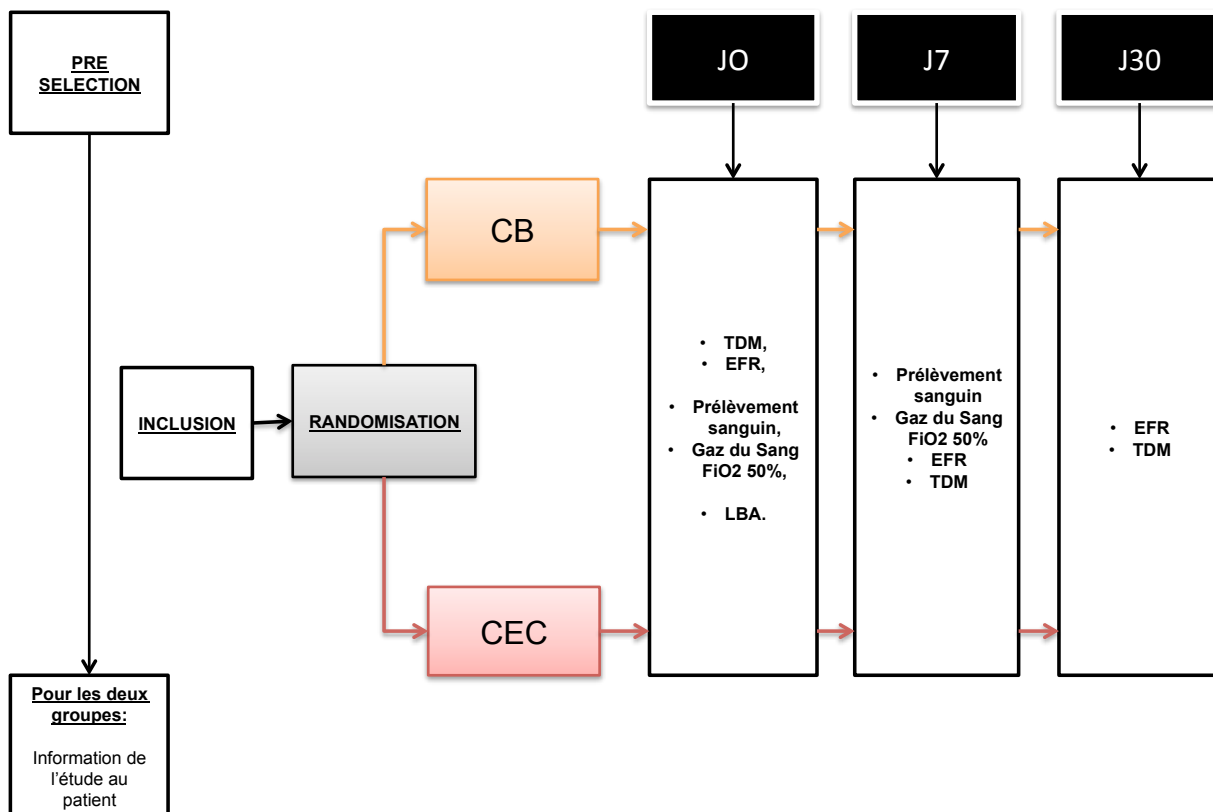 PRE
SELECTION
JO
J7
J30
CB
INCLUSION
RANDOMISATION
CEC
• TDM,
• EFR,
• Prélèvement
sanguin,
• Gaz du Sang
FiO2 50%,
• LBA.
• Prélèvement
sanguin
• Gaz du Sang
FiO2 50%
• EFR
• TDM
• EFR
• TDM
Pour les deux
groupes:
Information de
l'étude au
patient